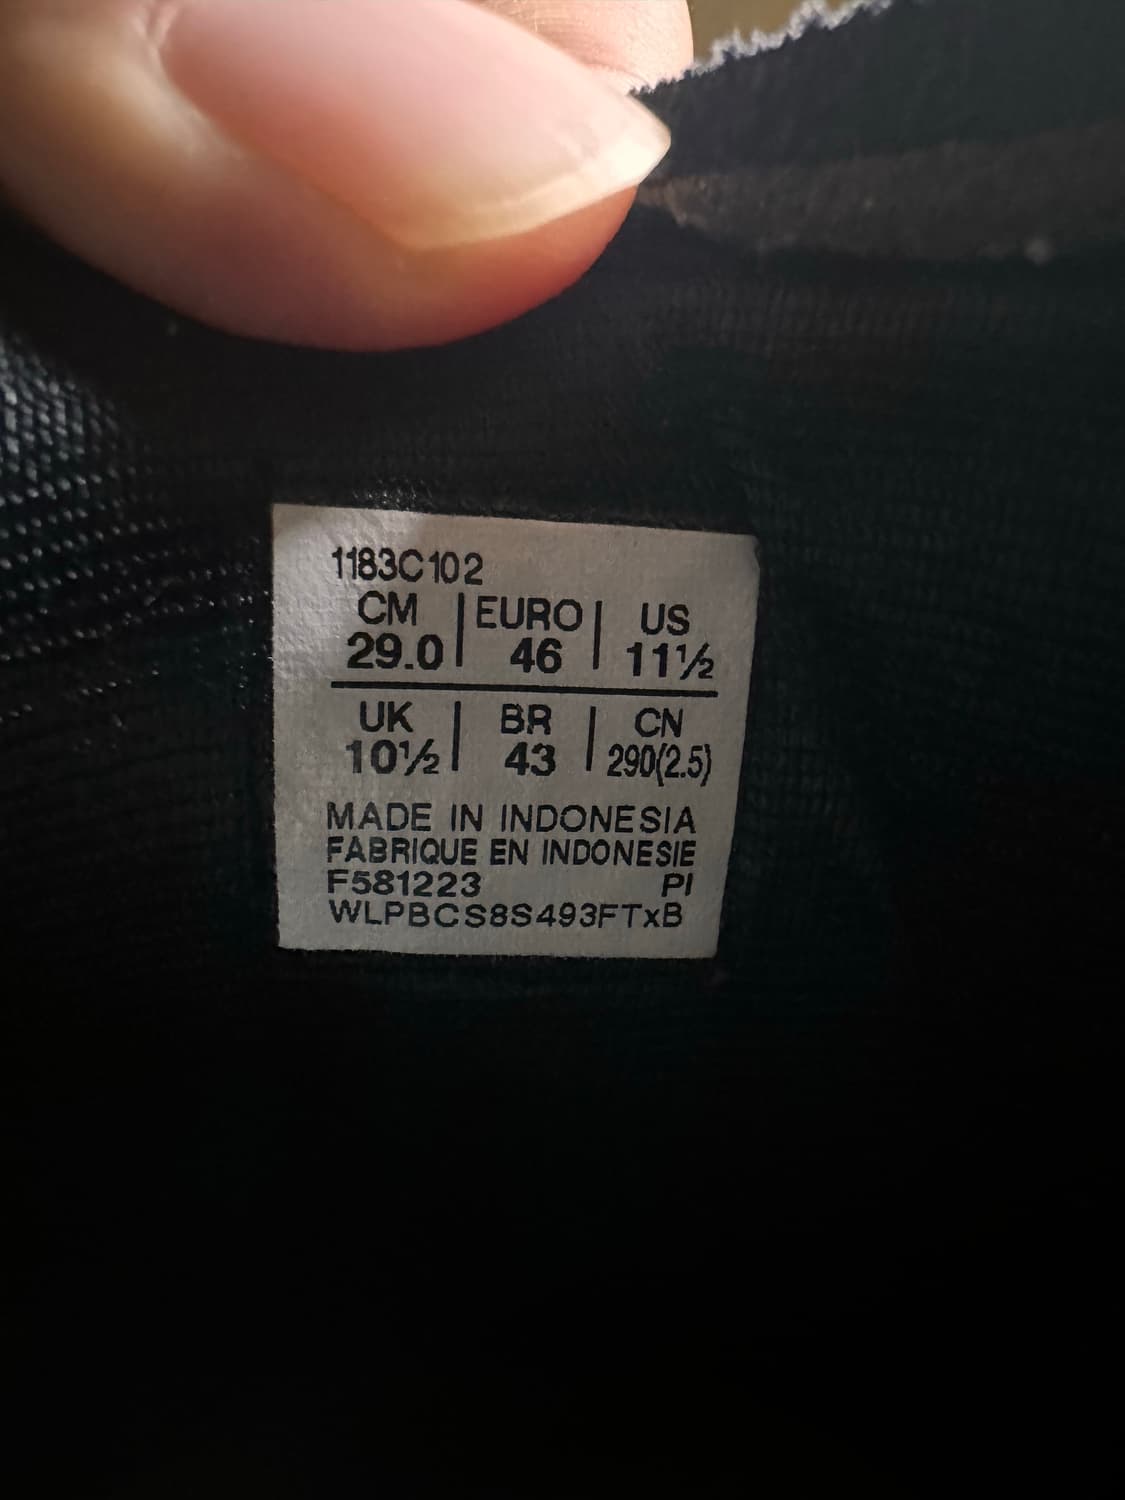 1183C102
CM | EURO | US
29.0 | 46 | 11½
UK | BR | CN
10½ | 43 | 290(2.5)
MADE IN INDONESIA
FABRIQUE EN INDONESIE
F581223 PI
WLPBCS8S493FTxB